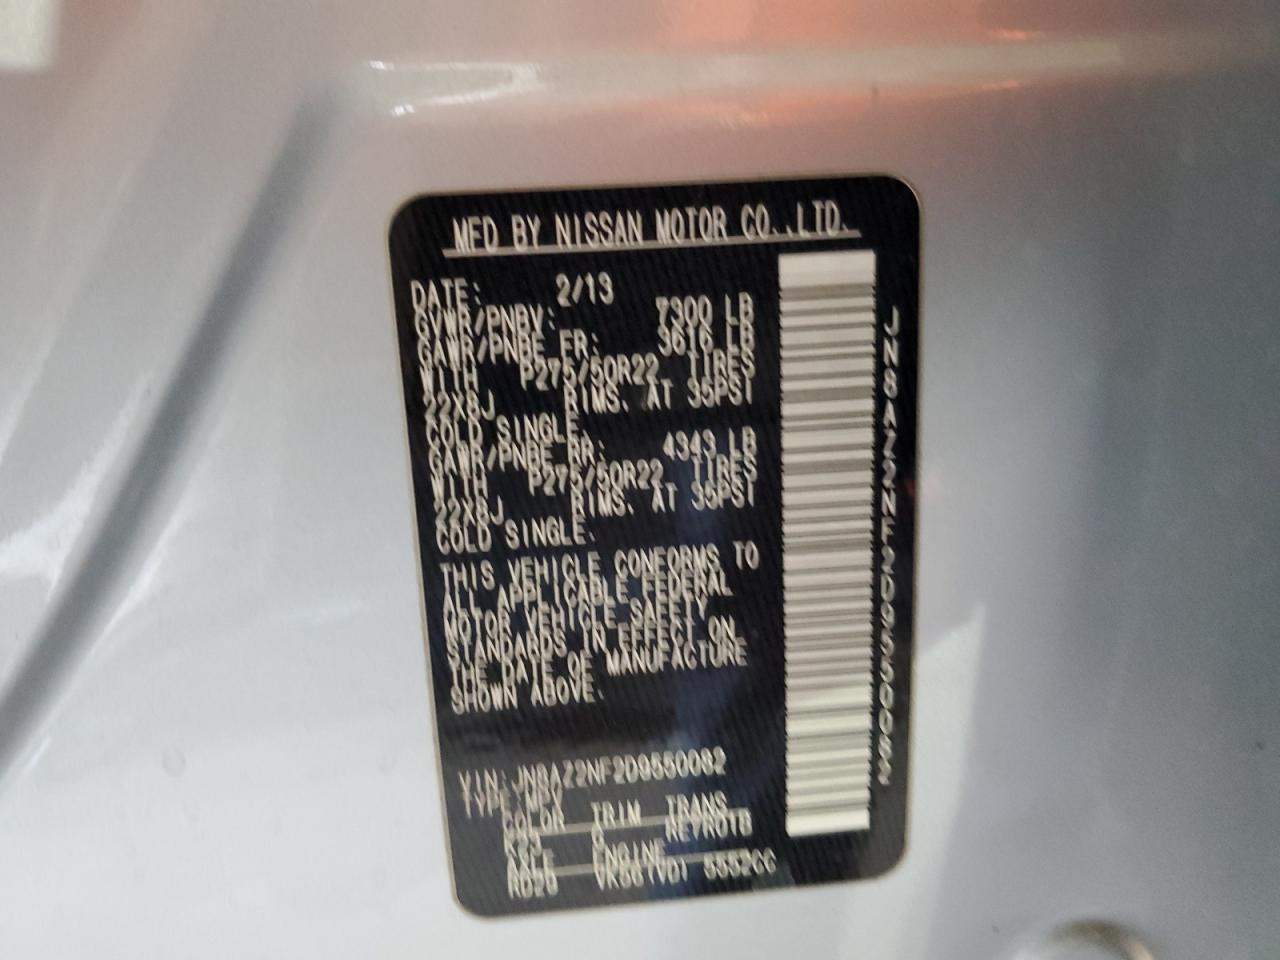 MFD BY NISSAN MOTOR CO.,LTD.
DATE: 2/13
GVWR/PNBV: 7300 LB
GAWR/PNBE FR: 3616 LB
WITH P275/50R22 TIRES
22X8J RIMS. AT 35PSI
COLD SINGLE.
GAWR/PNBE RR: 4343 LB
WITH P275/50R22 TIRES
22X8J RIMS. AT 35PSI
COLD SINGLE.
THIS VEHICLE CONFORMS TO
ALL APPLICABLE FEDERAL
MOTOR VEHICLE SAFETY
STANDARDS IN EFFECT ON
THE DATE OF MANUFACTURE
SHOWN ABOVE.
VIN:JN8AZ2NF2D9550082
TYPE:MPV
COLOR TRIM TRANS
K23 G RE7R01B
AXLE ENGINE
RD20 VK56(VD) 5552CC
JN8AZ2NF2D9550082